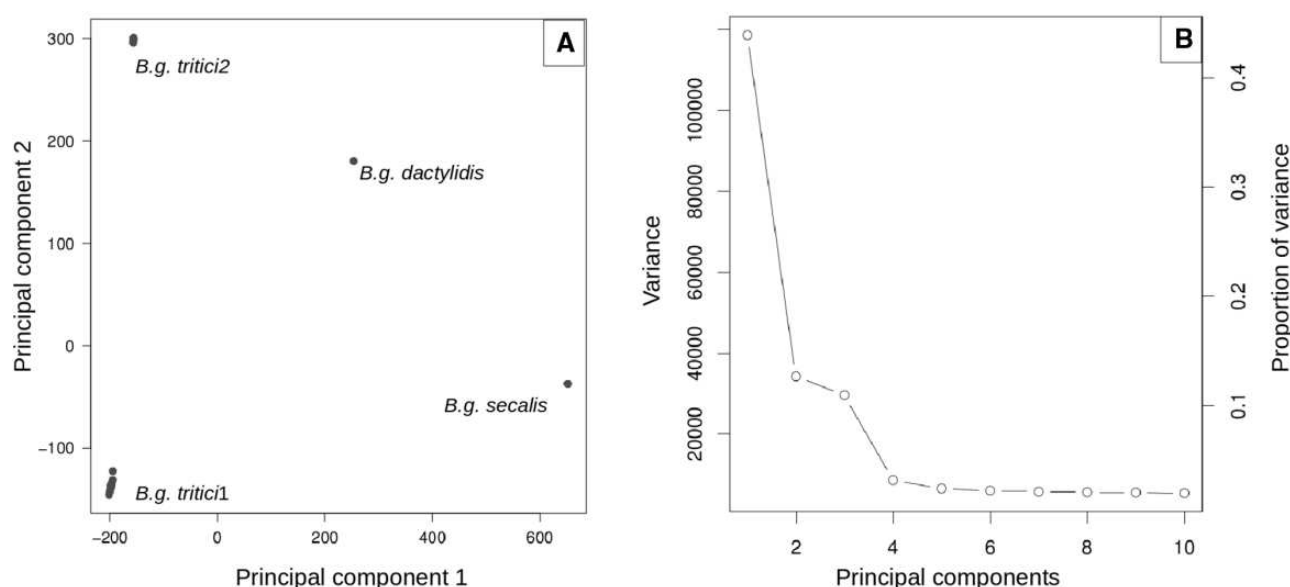 A
300
B.g. tritici2
200
B.g. dactylidis
100
0
B.g. secalis
−100
B.g. tritici1
−200 0 200 400 600
Principal component 1
Principal component 2
B
100000
80000
60000
40000
20000
Variance
0.4
0.3
0.2
0.1
Proportion of variance
2 4 6 8 10
Principal components